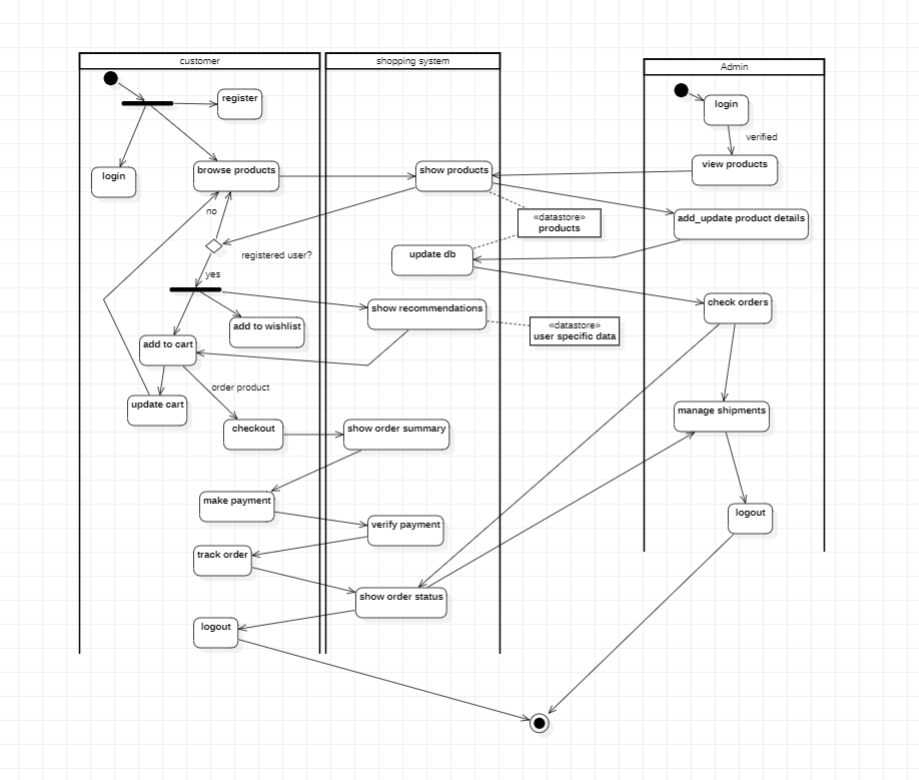 customer
shopping system
Admin
register
login
verified
login
browse products
show products
view products
no
«datastore»
products
add_update product details
registered user?
update db
yes
show recommendations
check orders
add to wishlist
«datastore»
user specific data
add to cart
order product
update cart
checkout
show order summary
manage shipments
make payment
verify payment
logout
track order
show order status
logout